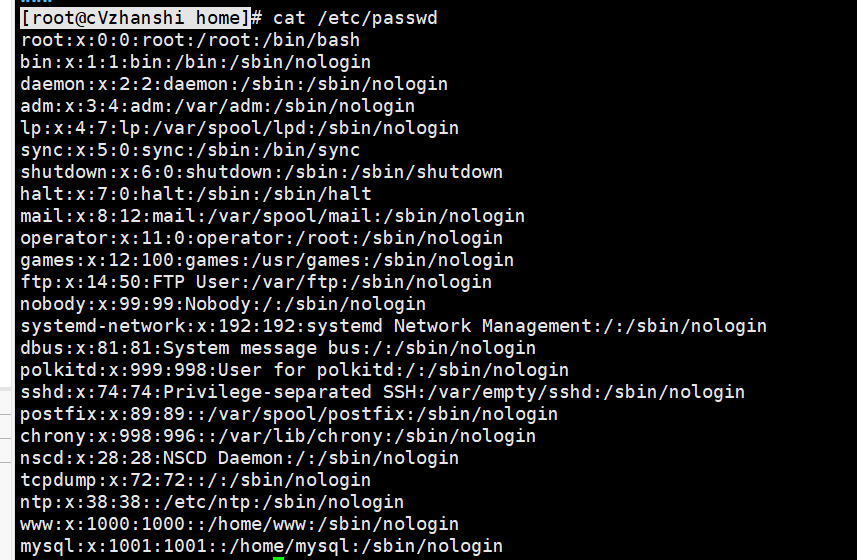 [root@cVzhanshi home]# cat /etc/passwd
root:x:0:0:root:/root:/bin/bash
bin:x:1:1:bin:/bin:/sbin/nologin
daemon:x:2:2:daemon:/sbin:/sbin/nologin
adm:x:3:4:adm:/var/adm:/sbin/nologin
lp:x:4:7:lp:/var/spool/lpd:/sbin/nologin
sync:x:5:0:sync:/sbin:/bin/sync
shutdown:x:6:0:shutdown:/sbin:/sbin/shutdown
halt:x:7:0:halt:/sbin:/sbin/halt
mail:x:8:12:mail:/var/spool/mail:/sbin/nologin
operator:x:11:0:operator:/root:/sbin/nologin
games:x:12:100:games:/usr/games:/sbin/nologin
ftp:x:14:50:FTP User:/var/ftp:/sbin/nologin
nobody:x:99:99:Nobody:/:/sbin/nologin
systemd-network:x:192:192:systemd Network Management:/:/sbin/nologin
dbus:x:81:81:System message bus:/:/sbin/nologin
polkitd:x:999:998:User for polkitd:/:/sbin/nologin
sshd:x:74:74:Privilege-separated SSH:/var/empty/sshd:/sbin/nologin
postfix:x:89:89::/var/spool/postfix:/sbin/nologin
chrony:x:998:996::/var/lib/chrony:/sbin/nologin
nscd:x:28:28:NSCD Daemon:/:/sbin/nologin
tcpdump:x:72:72::/:/sbin/nologin
ntp:x:38:38::/etc/ntp:/sbin/nologin
www:x:1000:1000::/home/www:/sbin/nologin
mysql:x:1001:1001::/home/mysql:/sbin/nologin